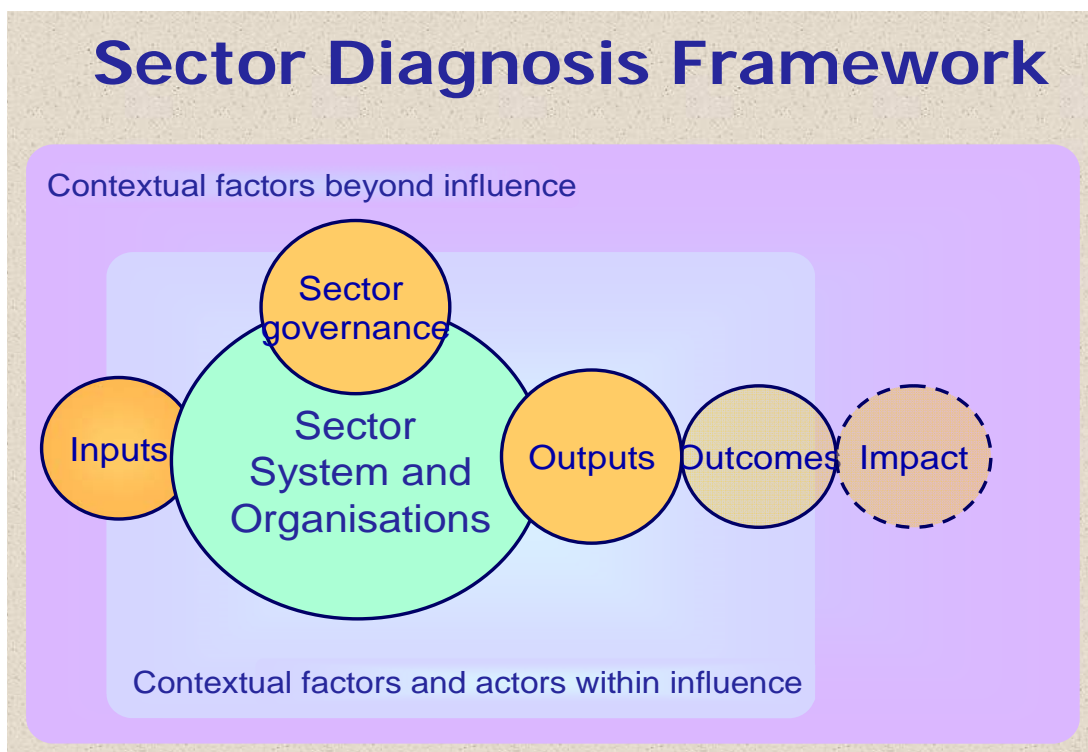 Sector Diagnosis Framework
Contextual factors beyond influence
Sector
governance
Inputs
Sector
System and
Organisations
Outputs
Outcomes
Impact
Contextual factors and actors within influence